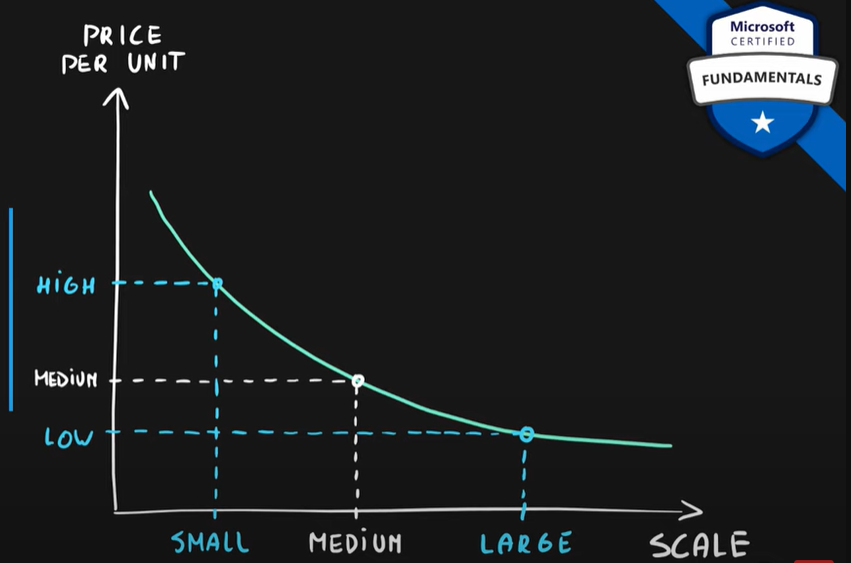 PRICE
PER UNIT
Microsoft
CERTIFIED
FUNDAMENTALS
HIGH
MEDIUM
LOW
SMALL
MEDIUM
LARGE
SCALE